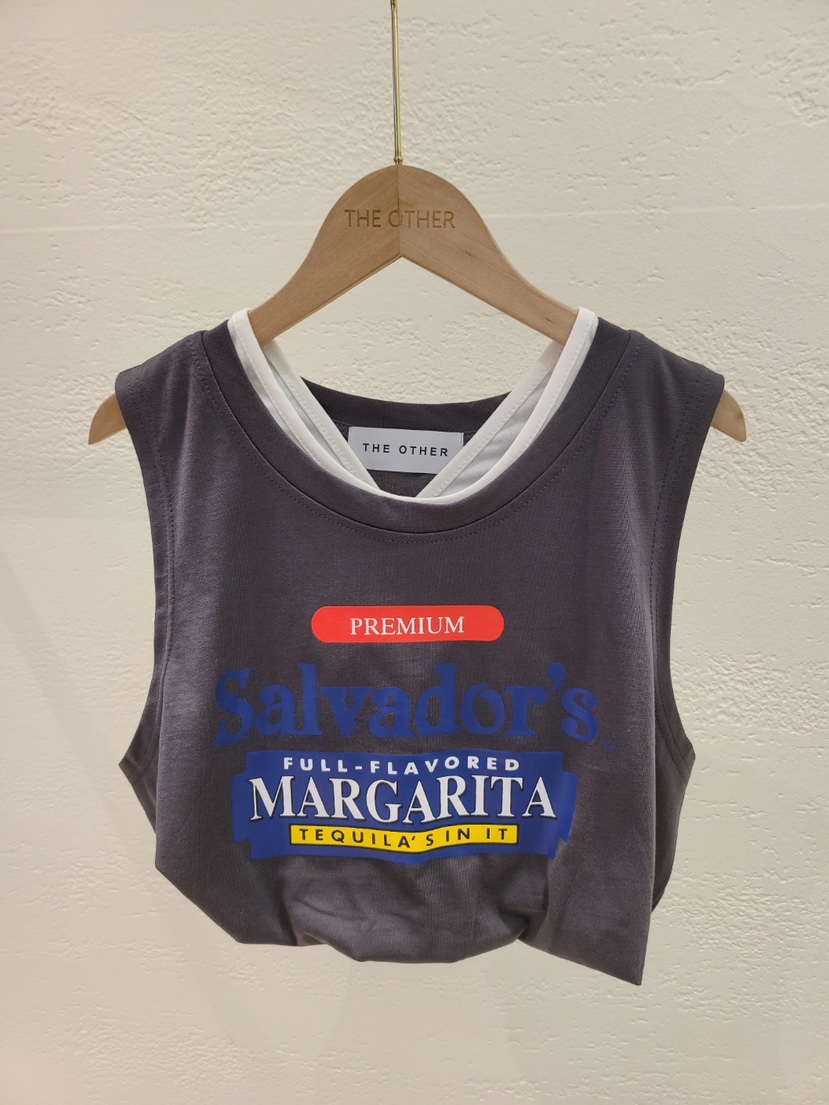 THE OTHER
THE OTHER
PREMIUM
Salvador's
FULL-FLAVORED
MARGARITA
TEQUILA'S IN IT